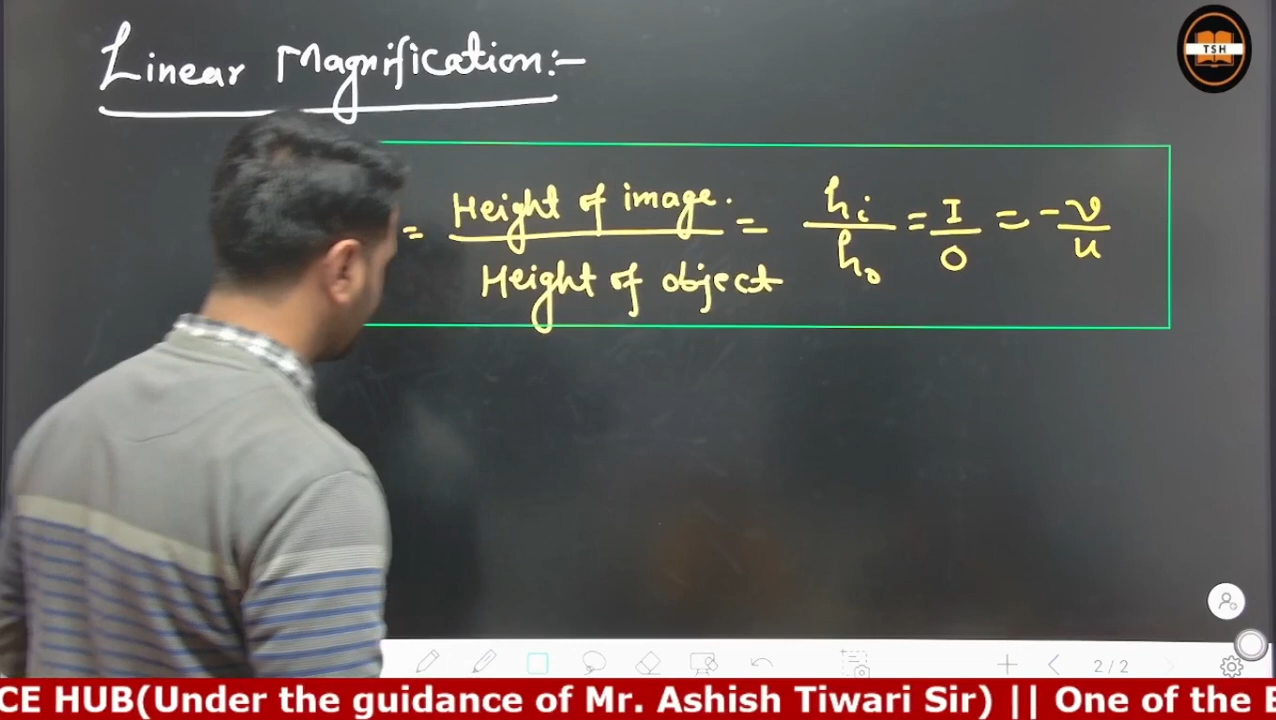 Linear Magnification:-
TSH
= Height of image. / Height of object = hi/ho = I/O = -v/u
2/2
CE HUB(Under the guidance of Mr. Ashish Tiwari Sir) || One of the